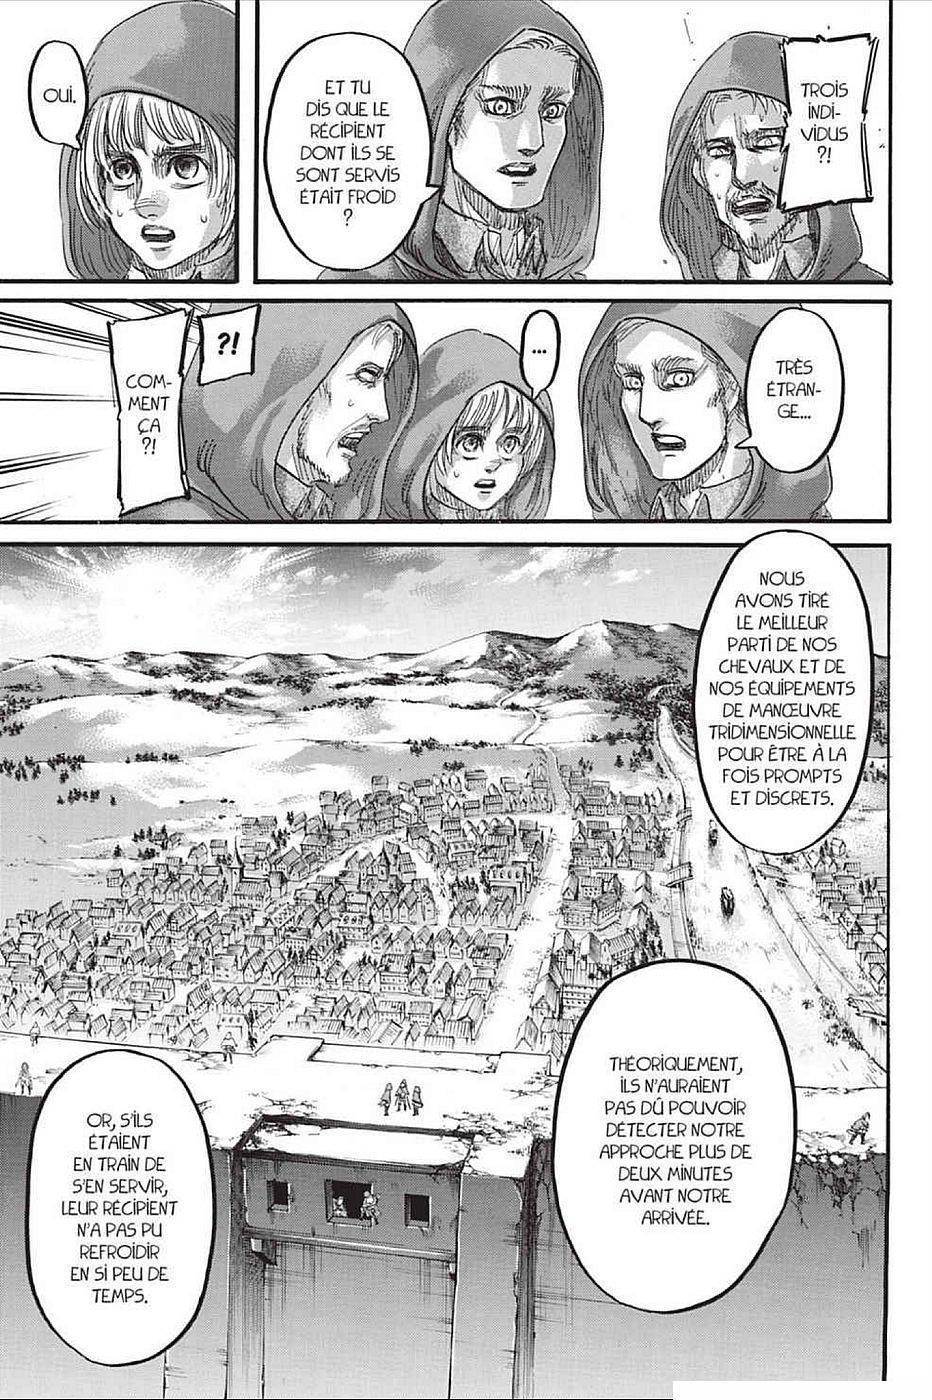 TROIS
INDI-
VIDUS
?!
ET TU
DIS QUE LE
RÉCIPIENT
DONT ILS SE
SONT SERVIS
ÉTAIT FROID
?
OUI.
TRÈS
ÉTRAN-
GE...
...
?!
COM-
MENT
ÇA
?!
NOUS
AVONS TIRÉ
LE MEILLEUR
PARTI DE NOS
CHEVAUX ET DE
NOS ÉQUIPEMENTS
DE MANŒUVRE
TRIDIMENSIONNELLE
POUR ÊTRE À LA
FOIS PROMPTS
ET DISCRETS.
THÉORIQUEMENT,
ILS N'AURAIENT
PAS DÛ POUVOIR
DÉTECTER NOTRE
APPROCHE PLUS DE
DEUX MINUTES
AVANT NOTRE
ARRIVÉE.
OR, S'ILS
ÉTAIENT
EN TRAIN DE
S'EN SERVIR,
LEUR RÉCIPIENT
N'A PAS PU
REFROIDIR
EN SI PEU DE
TEMPS.